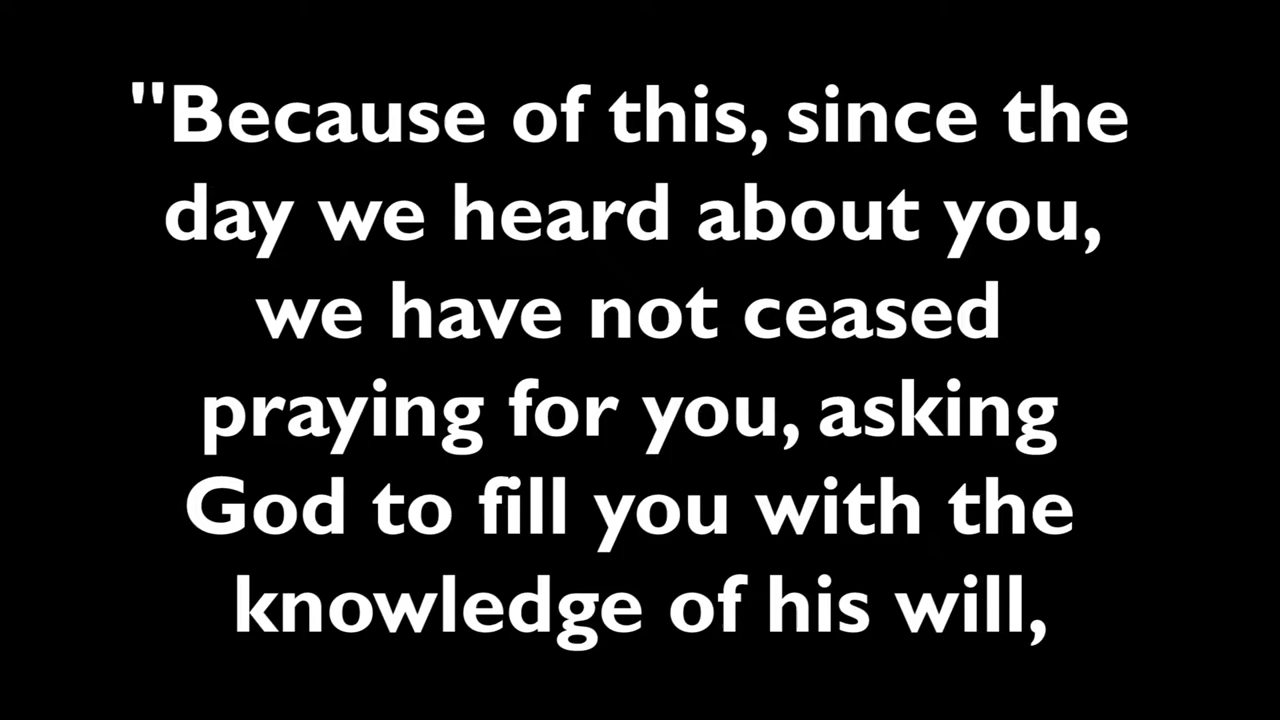 "Because of this, since the
day we heard about you,
we have not ceased
praying for you, asking
God to fill you with the
knowledge of his will,